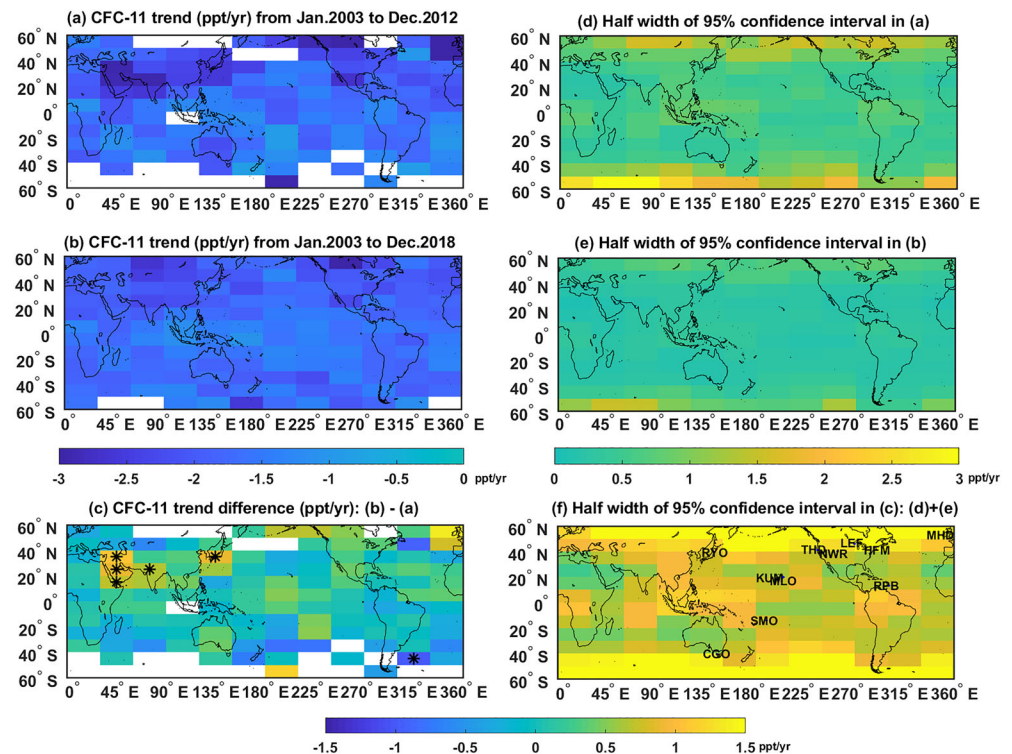 (a) CFC-11 trend (ppt/yr) from Jan.2003 to Dec.2012
60° N
40° N
20° N
0°
20° S
40° S
60° S
0° 45° E 90° E 135° E 180° E 225° E 270° E 315° E 360° E
(d) Half width of 95% confidence interval in (a)
60° N
40° N
20° N
0°
20° S
40° S
60° S
0° 45° E 90° E 135° E 180° E 225° E 270° E 315° E 360° E
(b) CFC-11 trend (ppt/yr) from Jan.2003 to Dec.2018
60° N
40° N
20° N
0°
20° S
40° S
60° S
0° 45° E 90° E 135° E 180° E 225° E 270° E 315° E 360° E
(e) Half width of 95% confidence interval in (b)
60° N
40° N
20° N
0°
20° S
40° S
60° S
0° 45° E 90° E 135° E 180° E 225° E 270° E 315° E 360° E
-3 -2.5 -2 -1.5 -1 -0.5 0 ppt/yr
0 0.5 1 1.5 2 2.5 3 ppt/yr
(c) CFC-11 trend difference (ppt/yr): (b) - (a)
60° N
40° N
20° N
0°
20° S
40° S
60° S
0° 45° E 90° E 135° E 180° E 225° E 270° E 315° E 360° E
(f) Half width of 95% confidence interval in (c): (d)+(e)
60° N
40° N
20° N
0°
20° S
40° S
60° S
MHD
LEF
RYO THD NWR HFM
KUM MLO RPB
SMO
CGO
0° 45° E 90° E 135° E 180° E 225° E 270° E 315° E 360° E
-1.5 -1 -0.5 0 0.5 1 1.5 ppt/yr